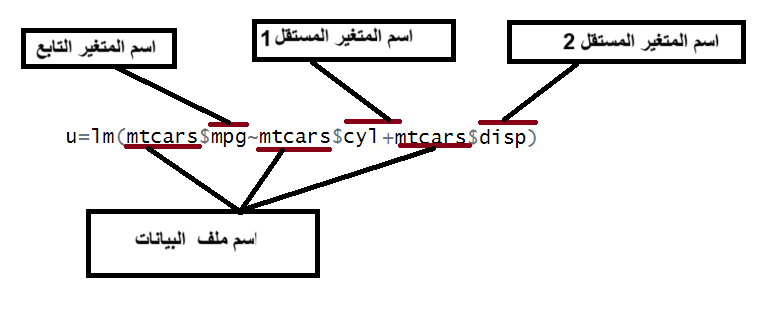 اسم المتغير التابع
اسم المتغير المستقل 1
اسم المتغير المستقل 2
u=lm(mtcars$mpg~mtcars$cyl+mtcars$disp)
اسم ملف البيانات